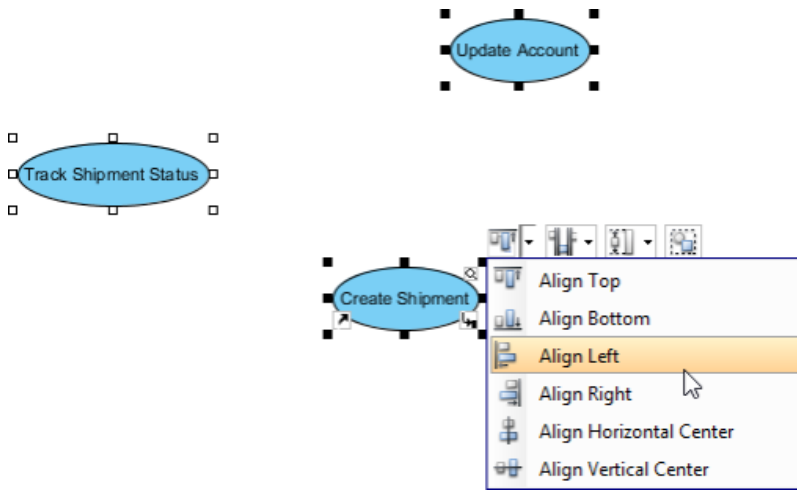 Update Account
Track Shipment Status
Create Shipment
Align Top
Align Bottom
Align Left
Align Right
Align Horizontal Center
Align Vertical Center